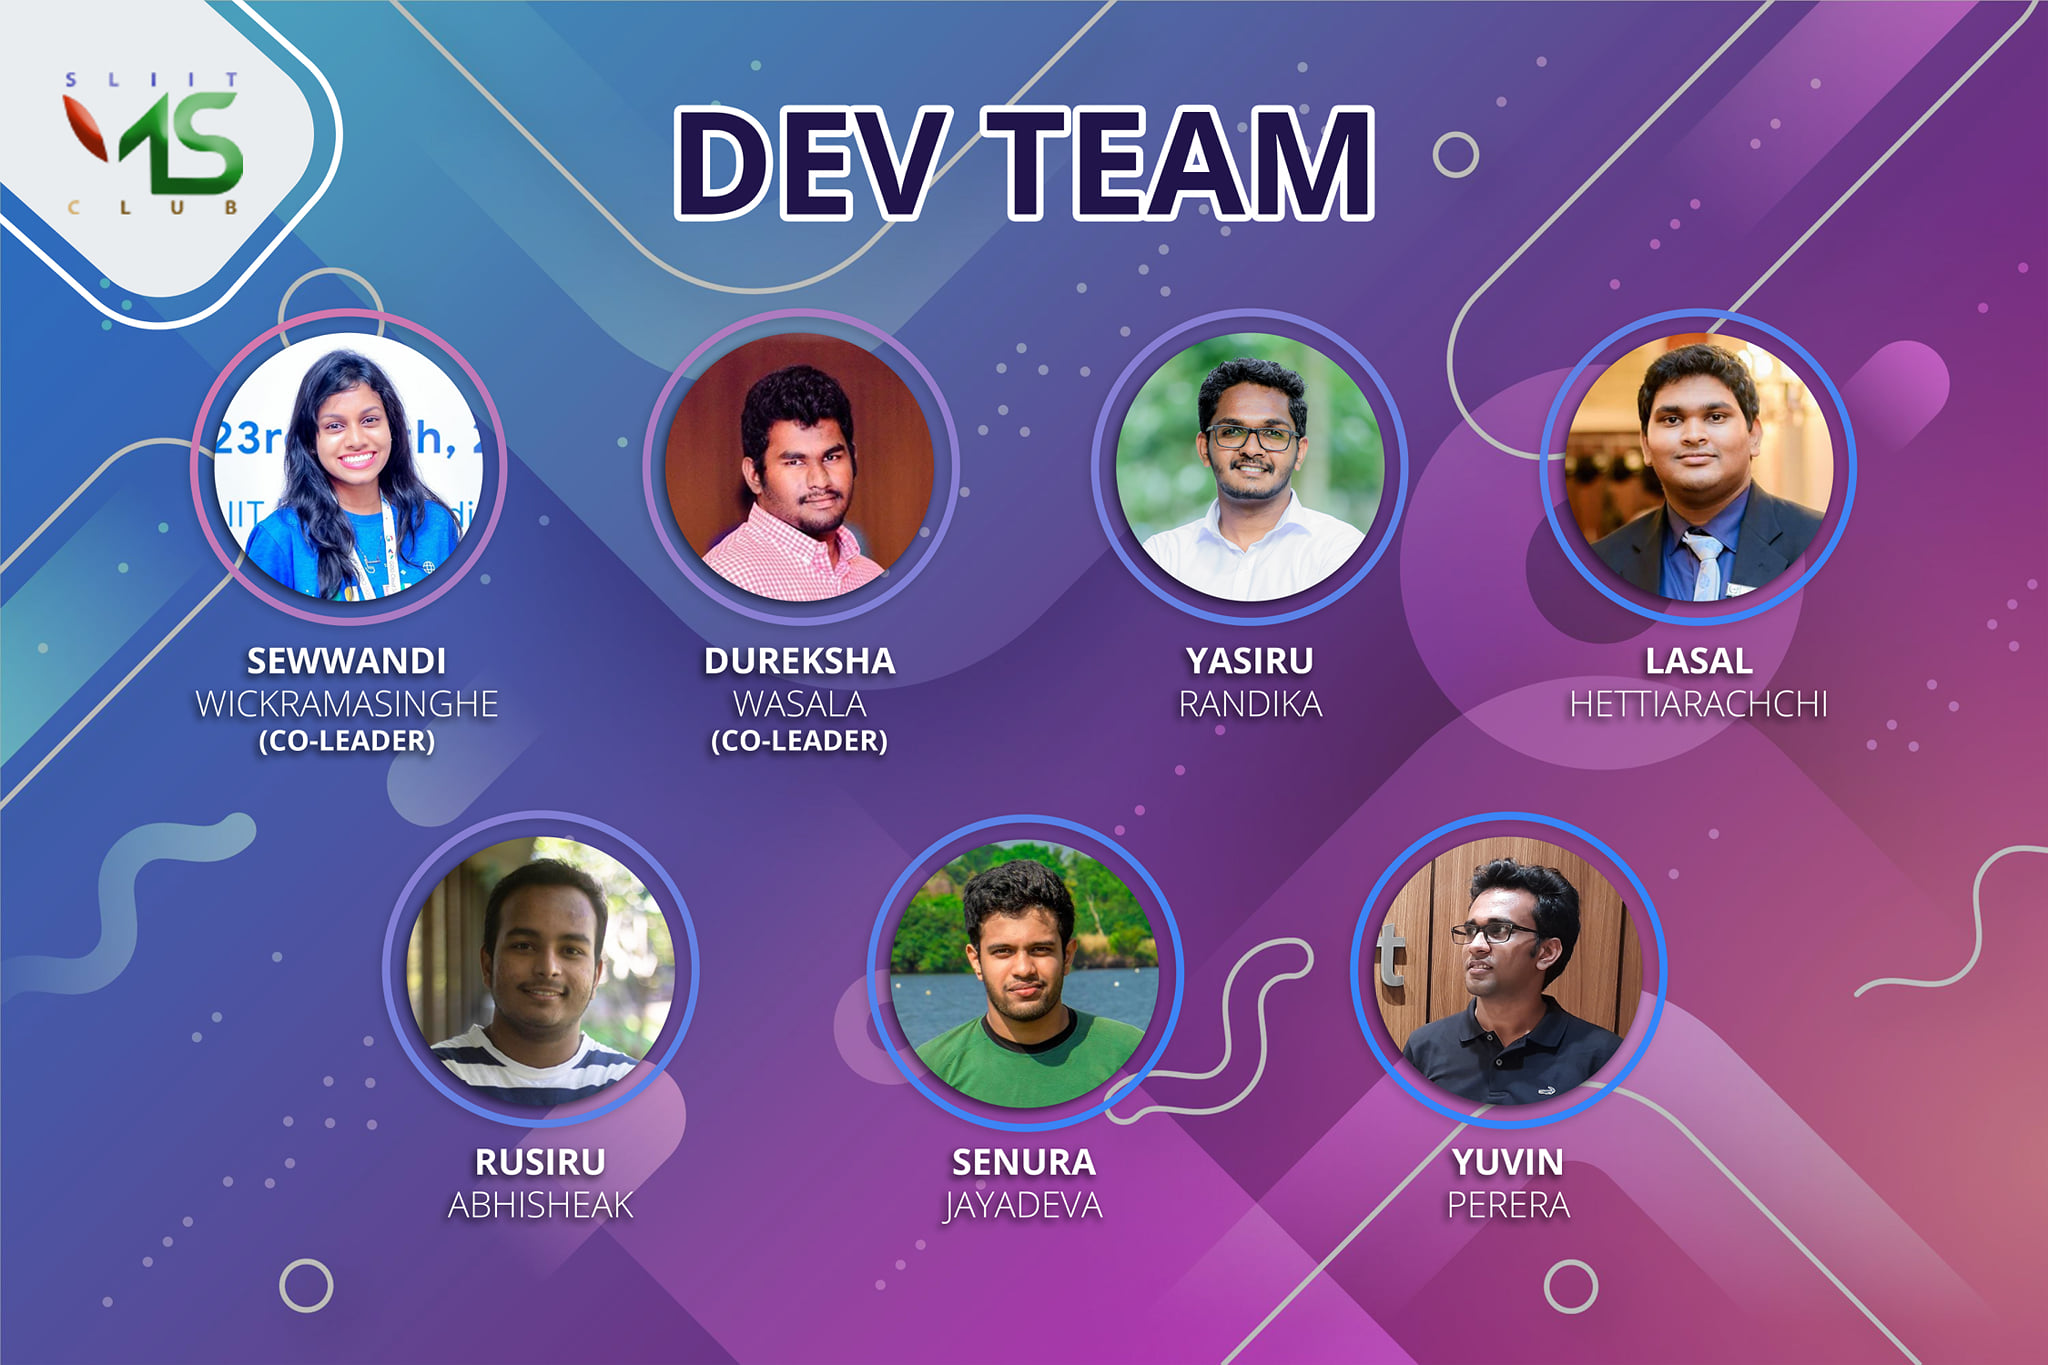 SLIIT
MS
CLUB
DEV TEAM
SEWWANDI
WICKRAMASINGHE
(CO-LEADER)
DUREKSHA
WASALA
(CO-LEADER)
YASIRU
RANDIKA
LASAL
HETTIARACHCHI
RUSIRU
ABHISHEAK
SENURA
JAYADEVA
YUVIN
PERERA